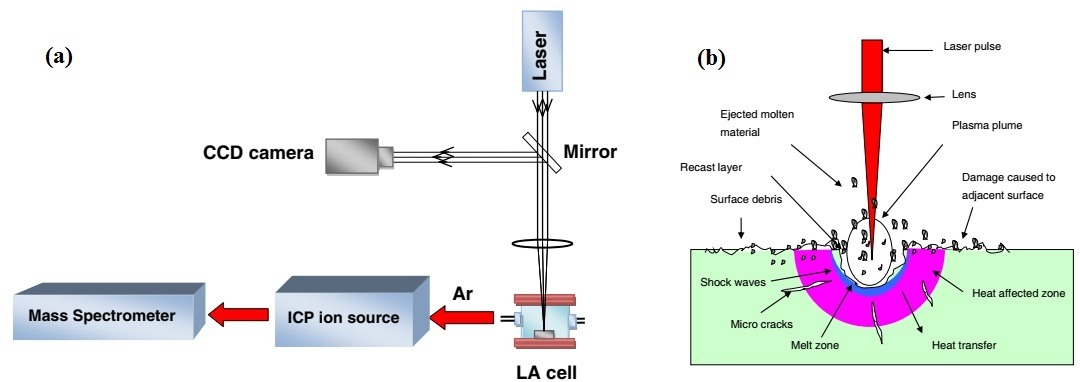 (a)
Laser
CCD camera
Mirror
Mass Spectrometer
ICP ion source
Ar
LA cell
(b)
Laser pulse
Lens
Ejected molten
material
Plasma plume
Recast layer
Damage caused to
adjacent surface
Surface debris
Shock waves
Heat affected zone
Micro cracks
Melt zone
Heat transfer